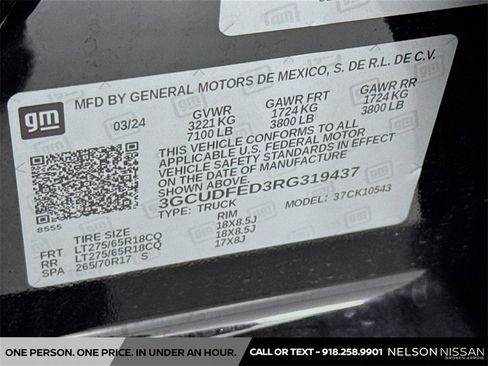 gm
MFD BY GENERAL MOTORS DE MEXICO, S. DE R.L. DE C.V.
03/24
GVWR GAWR FRT GAWR RR
3221 KG 1724 KG 1724 KG
7100 LB 3800 LB 3800 LB
THIS VEHICLE CONFORMS TO ALL
APPLICABLE U.S. FEDERAL MOTOR
VEHICLE SAFETY STANDARDS IN EFFECT
ON THE DATE OF MANUFACTURE
3GCUDFED3RG319437
8555
TYPE: TRUCK MODEL: 37CK10543
TIRE SIZE RIM
FRT LT275/65R18CQ 18X8.5J
RR LT275/65R18CQ 18X8.5J
SPA 265/70R17 S 17X8J
ONE PERSON. ONE PRICE. IN UNDER AN HOUR. CALL OR TEXT - 918.258.9901 NELSON NISSAN
BROKEN ARROW